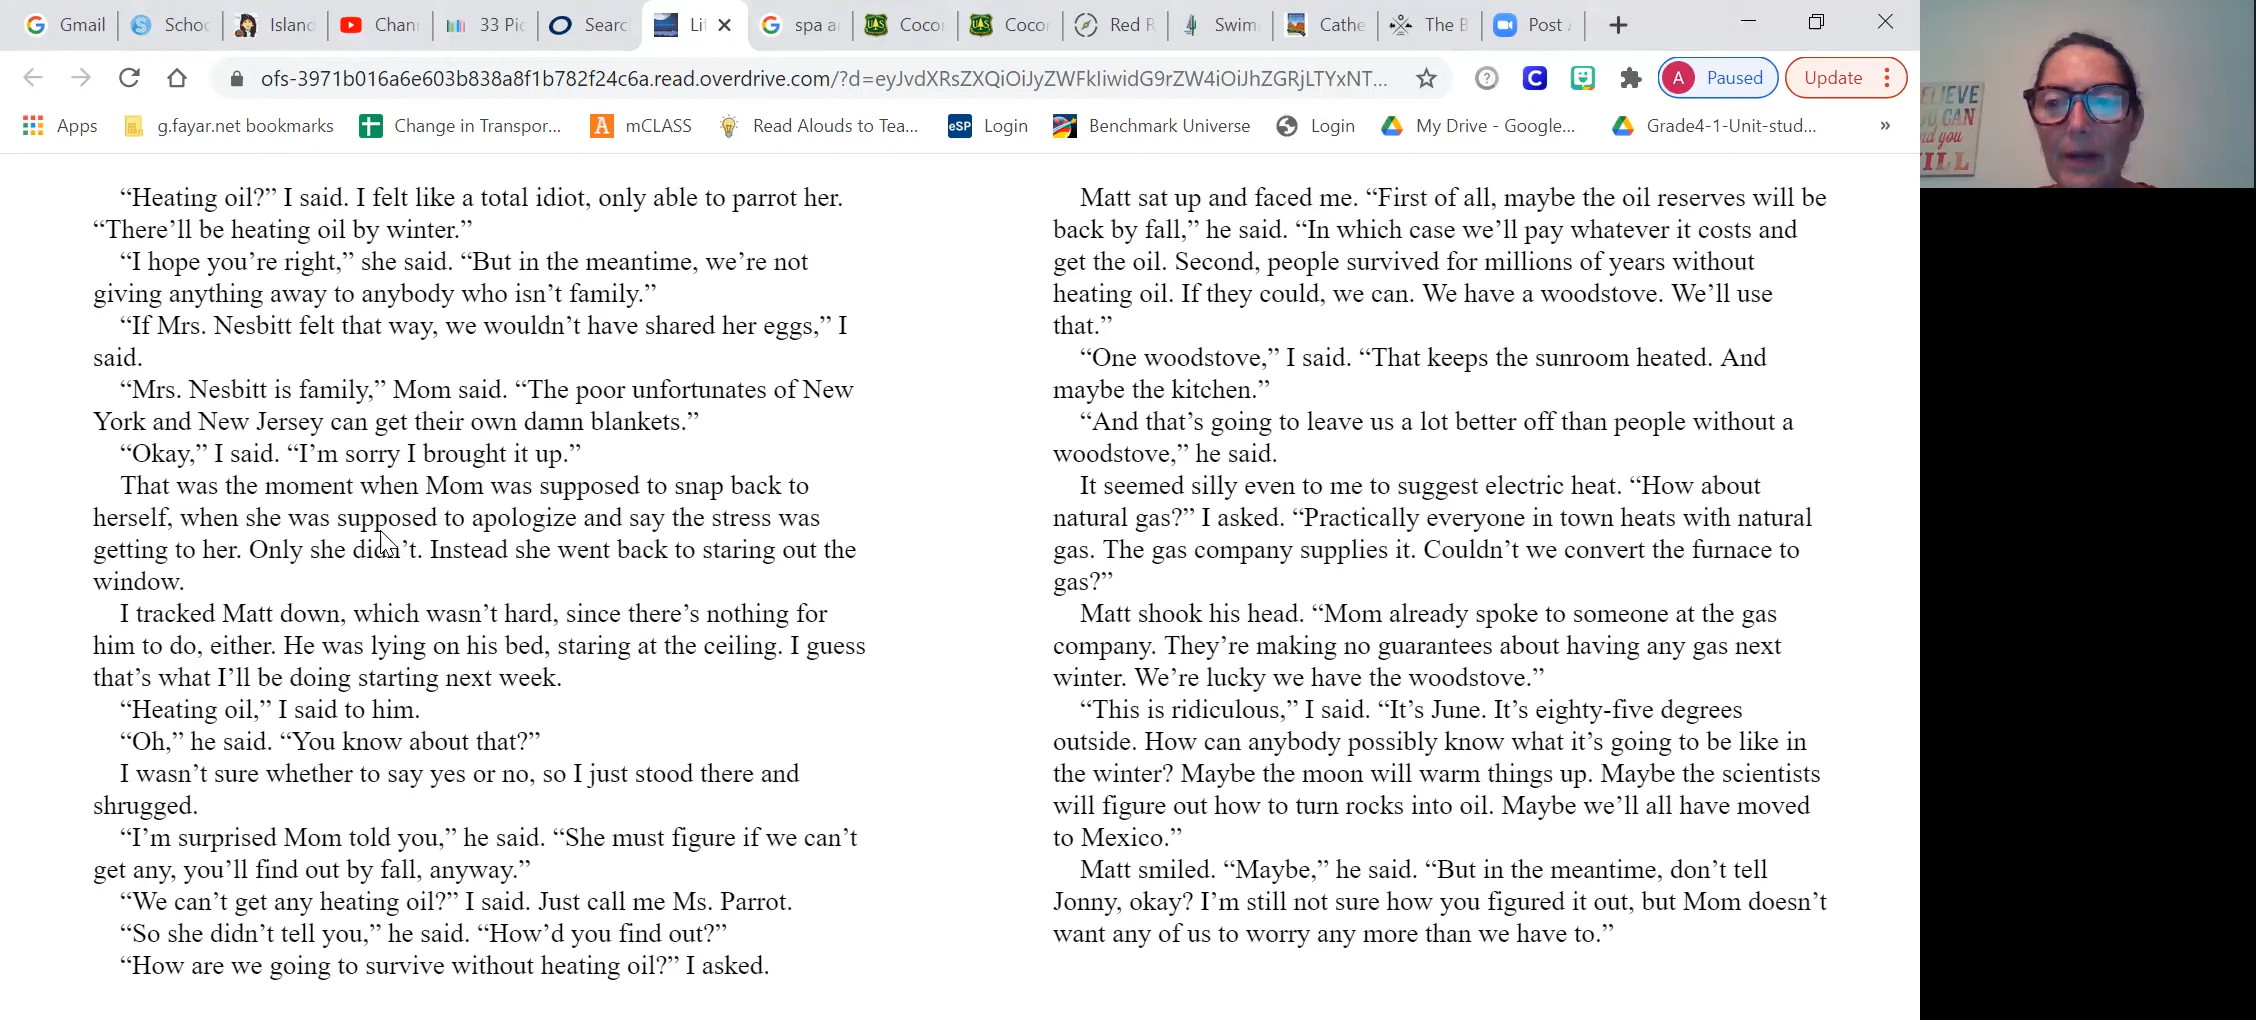 Gmail
Schoo
Island
Chann
33 Pic
Searc
Li
spa a
Coco
Coco
Red R
Swim
Cathe
The B
Post
ofs-3971b016a6e603b838a8f1b782f24c6a.read.overdrive.com/?d=eyJvdXRsZXQiOiJyZWFkIiwidG9rZW4iOiJhZGRjLTYxNT...
A Paused
Update
Apps
g.fayar.net bookmarks
Change in Transpor...
mCLASS
Read Alouds to Tea...
eSP Login
Benchmark Universe
Login
My Drive - Google...
Grade4-1-Unit-stud...
»
“Heating oil?” I said. I felt like a total idiot, only able to parrot her.
“There’ll be heating oil by winter.”
“I hope you’re right,” she said. “But in the meantime, we’re not
giving anything away to anybody who isn’t family.”
“If Mrs. Nesbitt felt that way, we wouldn’t have shared her eggs,” I
said.
“Mrs. Nesbitt is family,” Mom said. “The poor unfortunates of New
York and New Jersey can get their own damn blankets.”
“Okay,” I said. “I’m sorry I brought it up.”
That was the moment when Mom was supposed to snap back to
herself, when she was supposed to apologize and say the stress was
getting to her. Only she didn’t. Instead she went back to staring out the
window.
I tracked Matt down, which wasn’t hard, since there’s nothing for
him to do, either. He was lying on his bed, staring at the ceiling. I guess
that’s what I’ll be doing starting next week.
“Heating oil,” I said to him.
“Oh,” he said. “You know about that?”
I wasn’t sure whether to say yes or no, so I just stood there and
shrugged.
“I’m surprised Mom told you,” he said. “She must figure if we can’t
get any, you’ll find out by fall, anyway.”
“We can’t get any heating oil?” I said. Just call me Ms. Parrot.
“So she didn’t tell you,” he said. “How’d you find out?”
“How are we going to survive without heating oil?” I asked.
Matt sat up and faced me. “First of all, maybe the oil reserves will be
back by fall,” he said. “In which case we’ll pay whatever it costs and
get the oil. Second, people survived for millions of years without
heating oil. If they could, we can. We have a woodstove. We’ll use
that.”
“One woodstove,” I said. “That keeps the sunroom heated. And
maybe the kitchen.”
“And that’s going to leave us a lot better off than people without a
woodstove,” he said.
It seemed silly even to me to suggest electric heat. “How about
natural gas?” I asked. “Practically everyone in town heats with natural
gas. The gas company supplies it. Couldn’t we convert the furnace to
gas?”
Matt shook his head. “Mom already spoke to someone at the gas
company. They’re making no guarantees about having any gas next
winter. We’re lucky we have the woodstove.”
“This is ridiculous,” I said. “It’s June. It’s eighty-five degrees
outside. How can anybody possibly know what it’s going to be like in
the winter? Maybe the moon will warm things up. Maybe the scientists
will figure out how to turn rocks into oil. Maybe we’ll all have moved
to Mexico.”
Matt smiled. “Maybe,” he said. “But in the meantime, don’t tell
Jonny, okay? I’m still not sure how you figured it out, but Mom doesn’t
want any of us to worry any more than we have to.”
ELIEVE
OU CAN
nd you
ILL